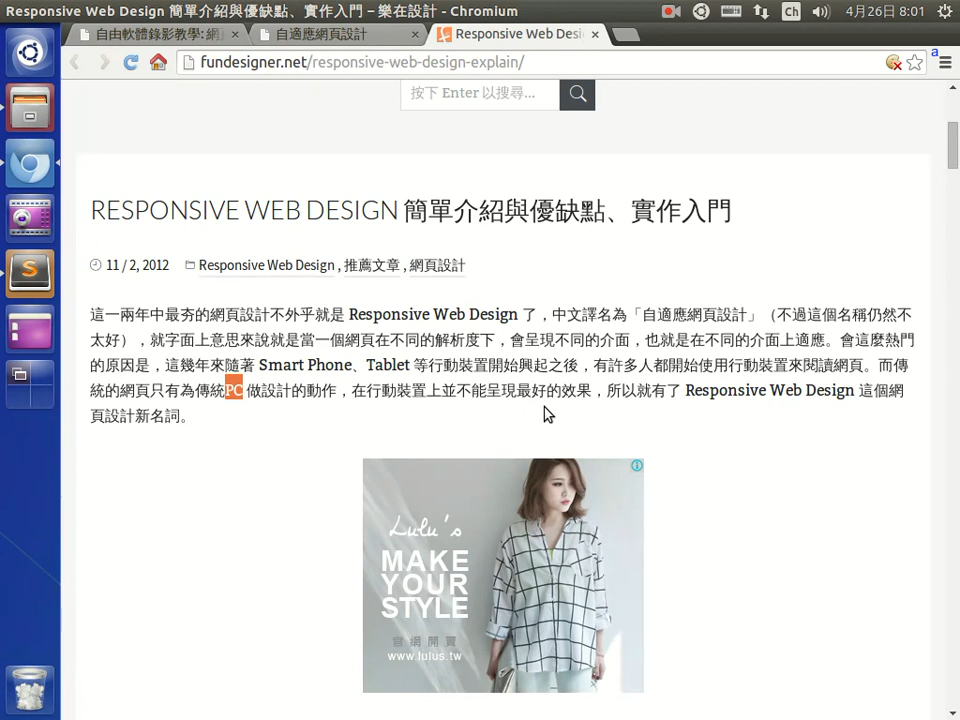 Responsive Web Design 簡單介紹與優缺點、實作入門 – 樂在設計 - Chromium
Ch
4月26日 8:01
自由軟體錄影教學: 網
自適應網頁設計
Responsive Web Desi
fundesigner.net/responsive-web-design-explain/
a
按下 Enter 以搜尋...
RESPONSIVE WEB DESIGN 簡單介紹與優缺點、實作入門
11 / 2, 2012 Responsive Web Design , 推薦文章 , 網頁設計
這一兩年中最夯的網頁設計不外乎就是 Responsive Web Design 了，中文譯名為「自適應網頁設計」（不過這個名稱仍然不
太好），就字面上意思來說就是當一個網頁在不同的解析度下，會呈現不同的介面，也就是在不同的介面上適應。會這麼熱門
的原因是，這幾年來隨著 Smart Phone、Tablet 等行動裝置開始興起之後，有許多人都開始使用行動裝置來閱讀網頁。而傳
統的網頁只有為傳統PC 做設計的動作，在行動裝置上並不能呈現最好的效果，所以就有了 Responsive Web Design 這個網
頁設計新名詞。
Lulu's
MAKE
YOUR
STYLE
官網開賣
www.lulus.tw
S